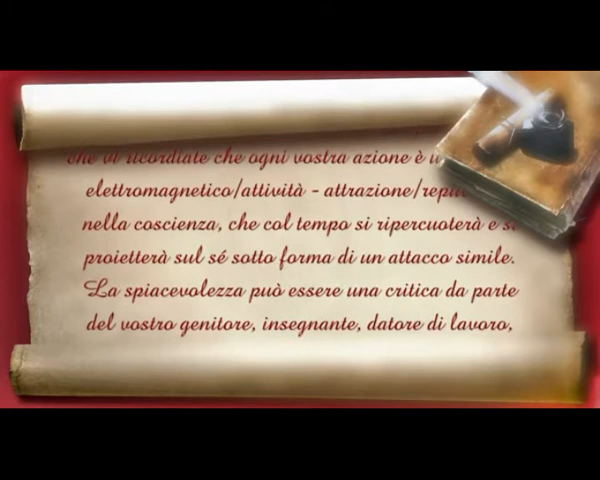 che vi ricordiate che ogni vostra azione è
elettromagnetico/attività - attrazione/
nella coscienza, che col tempo si ripercuoterà e
proietterà sul sé sotto forma di un attacco simile.
La spiacevolezza può essere una critica da parte
del vostro genitore, insegnante, datore di lavoro,